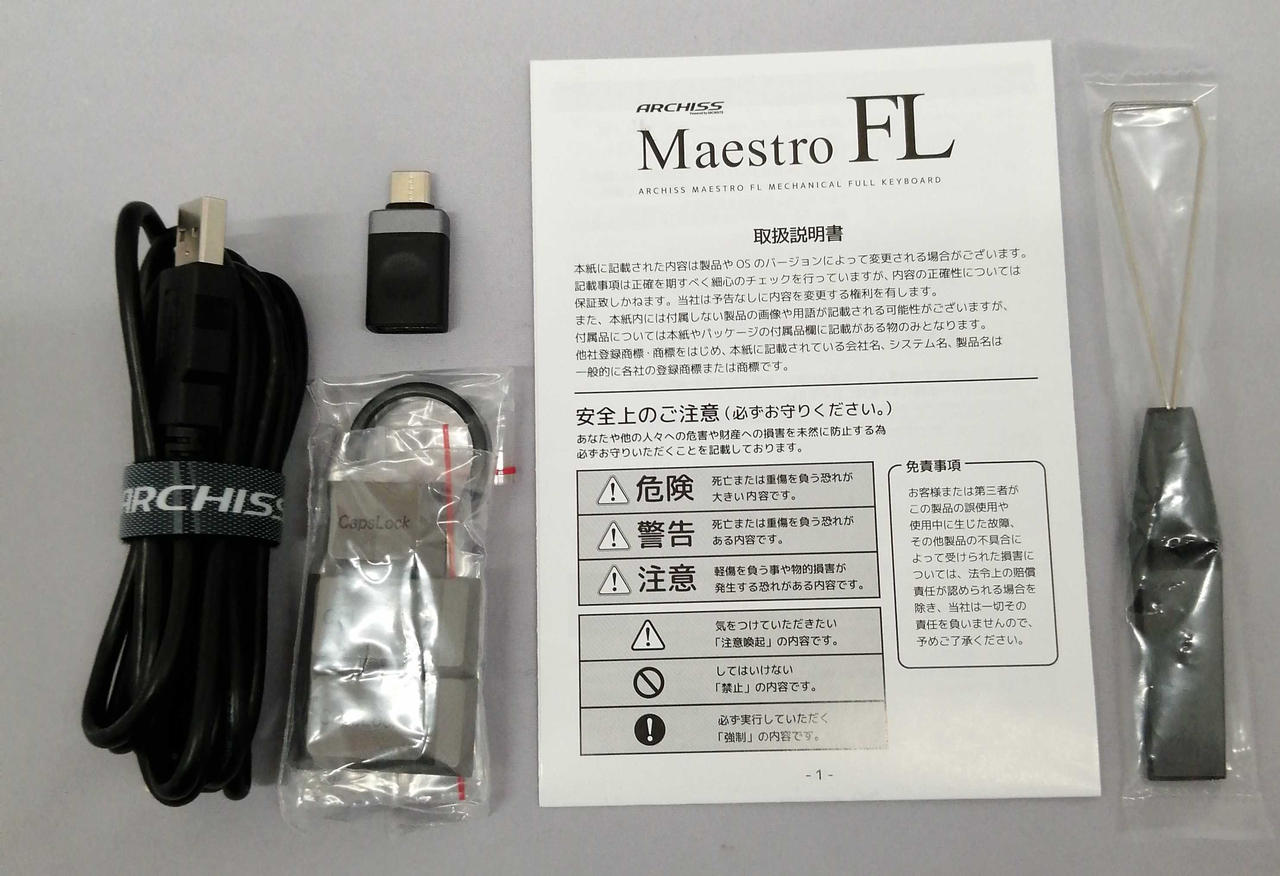 ARCHISS
Powered by ARCHISITE
Maestro FL
ARCHISS MAESTRO FL MECHANICAL FULL KEYBOARD
取扱説明書
本紙に記載された内容は製品や OS のバージョンによって変更される場合がございます。
記載事項は正確を期すべく細心のチェックを行っていますが、内容の正確性については
保証致しかねます。当社は予告なしに内容を変更する権利を有します。
また、本紙内には付属しない製品の画像や用語が記載される可能性がございますが、
付属品については本紙やパッケージの付属品欄に記載がある物のみとなります。
他社登録商標・商標をはじめ、本紙に記載されている会社名、システム名、製品名は
一般的に各社の登録商標または商標です。
安全上のご注意（必ずお守りください。）
あなたや他の人々への危害や財産への損害を未然に防止する為
必ずお守りいただくことを記載しております。
危険
死亡または重傷を負う恐れが
大きい内容です。
警告
死亡または重傷を負う恐れが
ある内容です。
注意
軽傷を負う事や物的損害が
発生する恐れがある内容です。
気をつけていただきたい
「注意喚起」の内容です。
してはいけない
「禁止」の内容です。
必ず実行していただく
「強制」の内容です。
免責事項
お客様または第三者が
この製品の誤使用や
使用中に生じた故障、
その他製品の不具合に
よって受けられた損害に
ついては、法令上の賠償
責任が認められる場合を
除き、当社は一切その
責任を負いませんので、
予めご了承ください。
- 1 -
ARCHISS
CapsLock